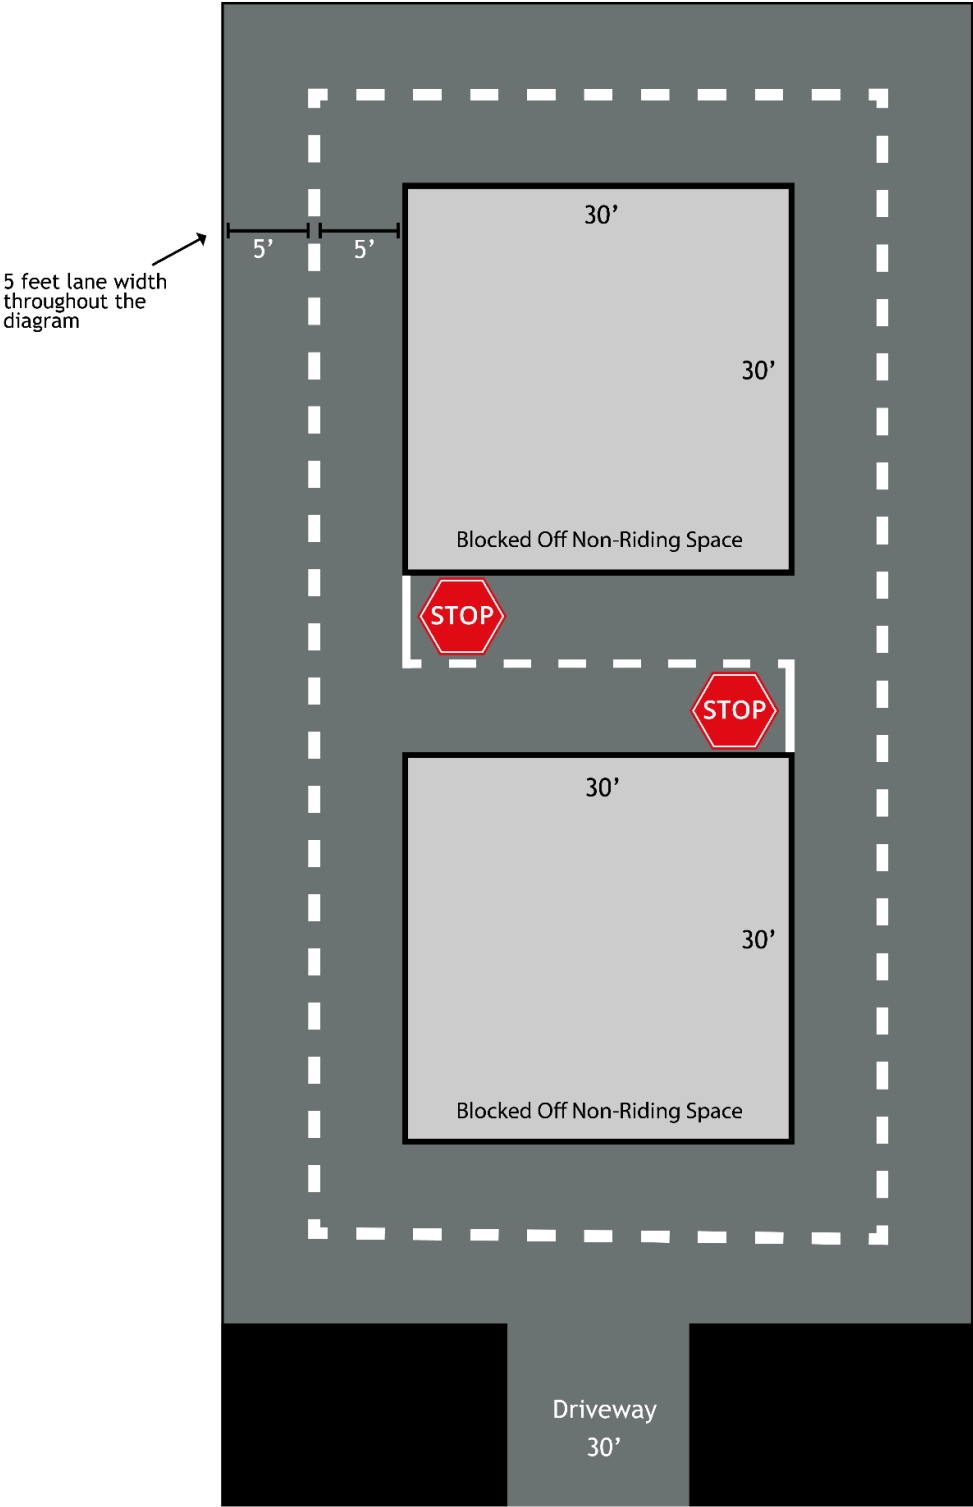 30’
5’ 5’
5 feet lane width
throughout the
diagram
30’
Blocked Off Non-Riding Space
STOP
STOP
30’
30’
Blocked Off Non-Riding Space
Driveway
30’